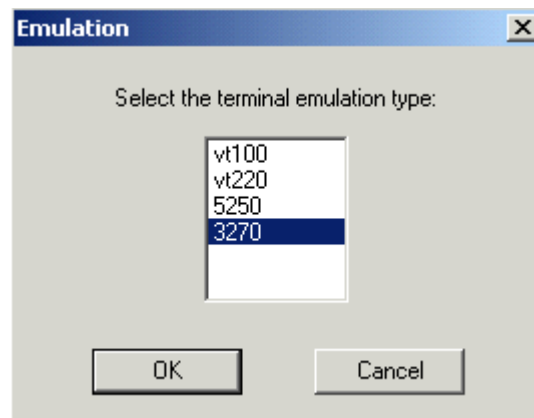 Emulation
Select the terminal emulation type:
vt100
vt220
5250
3270
OK
Cancel